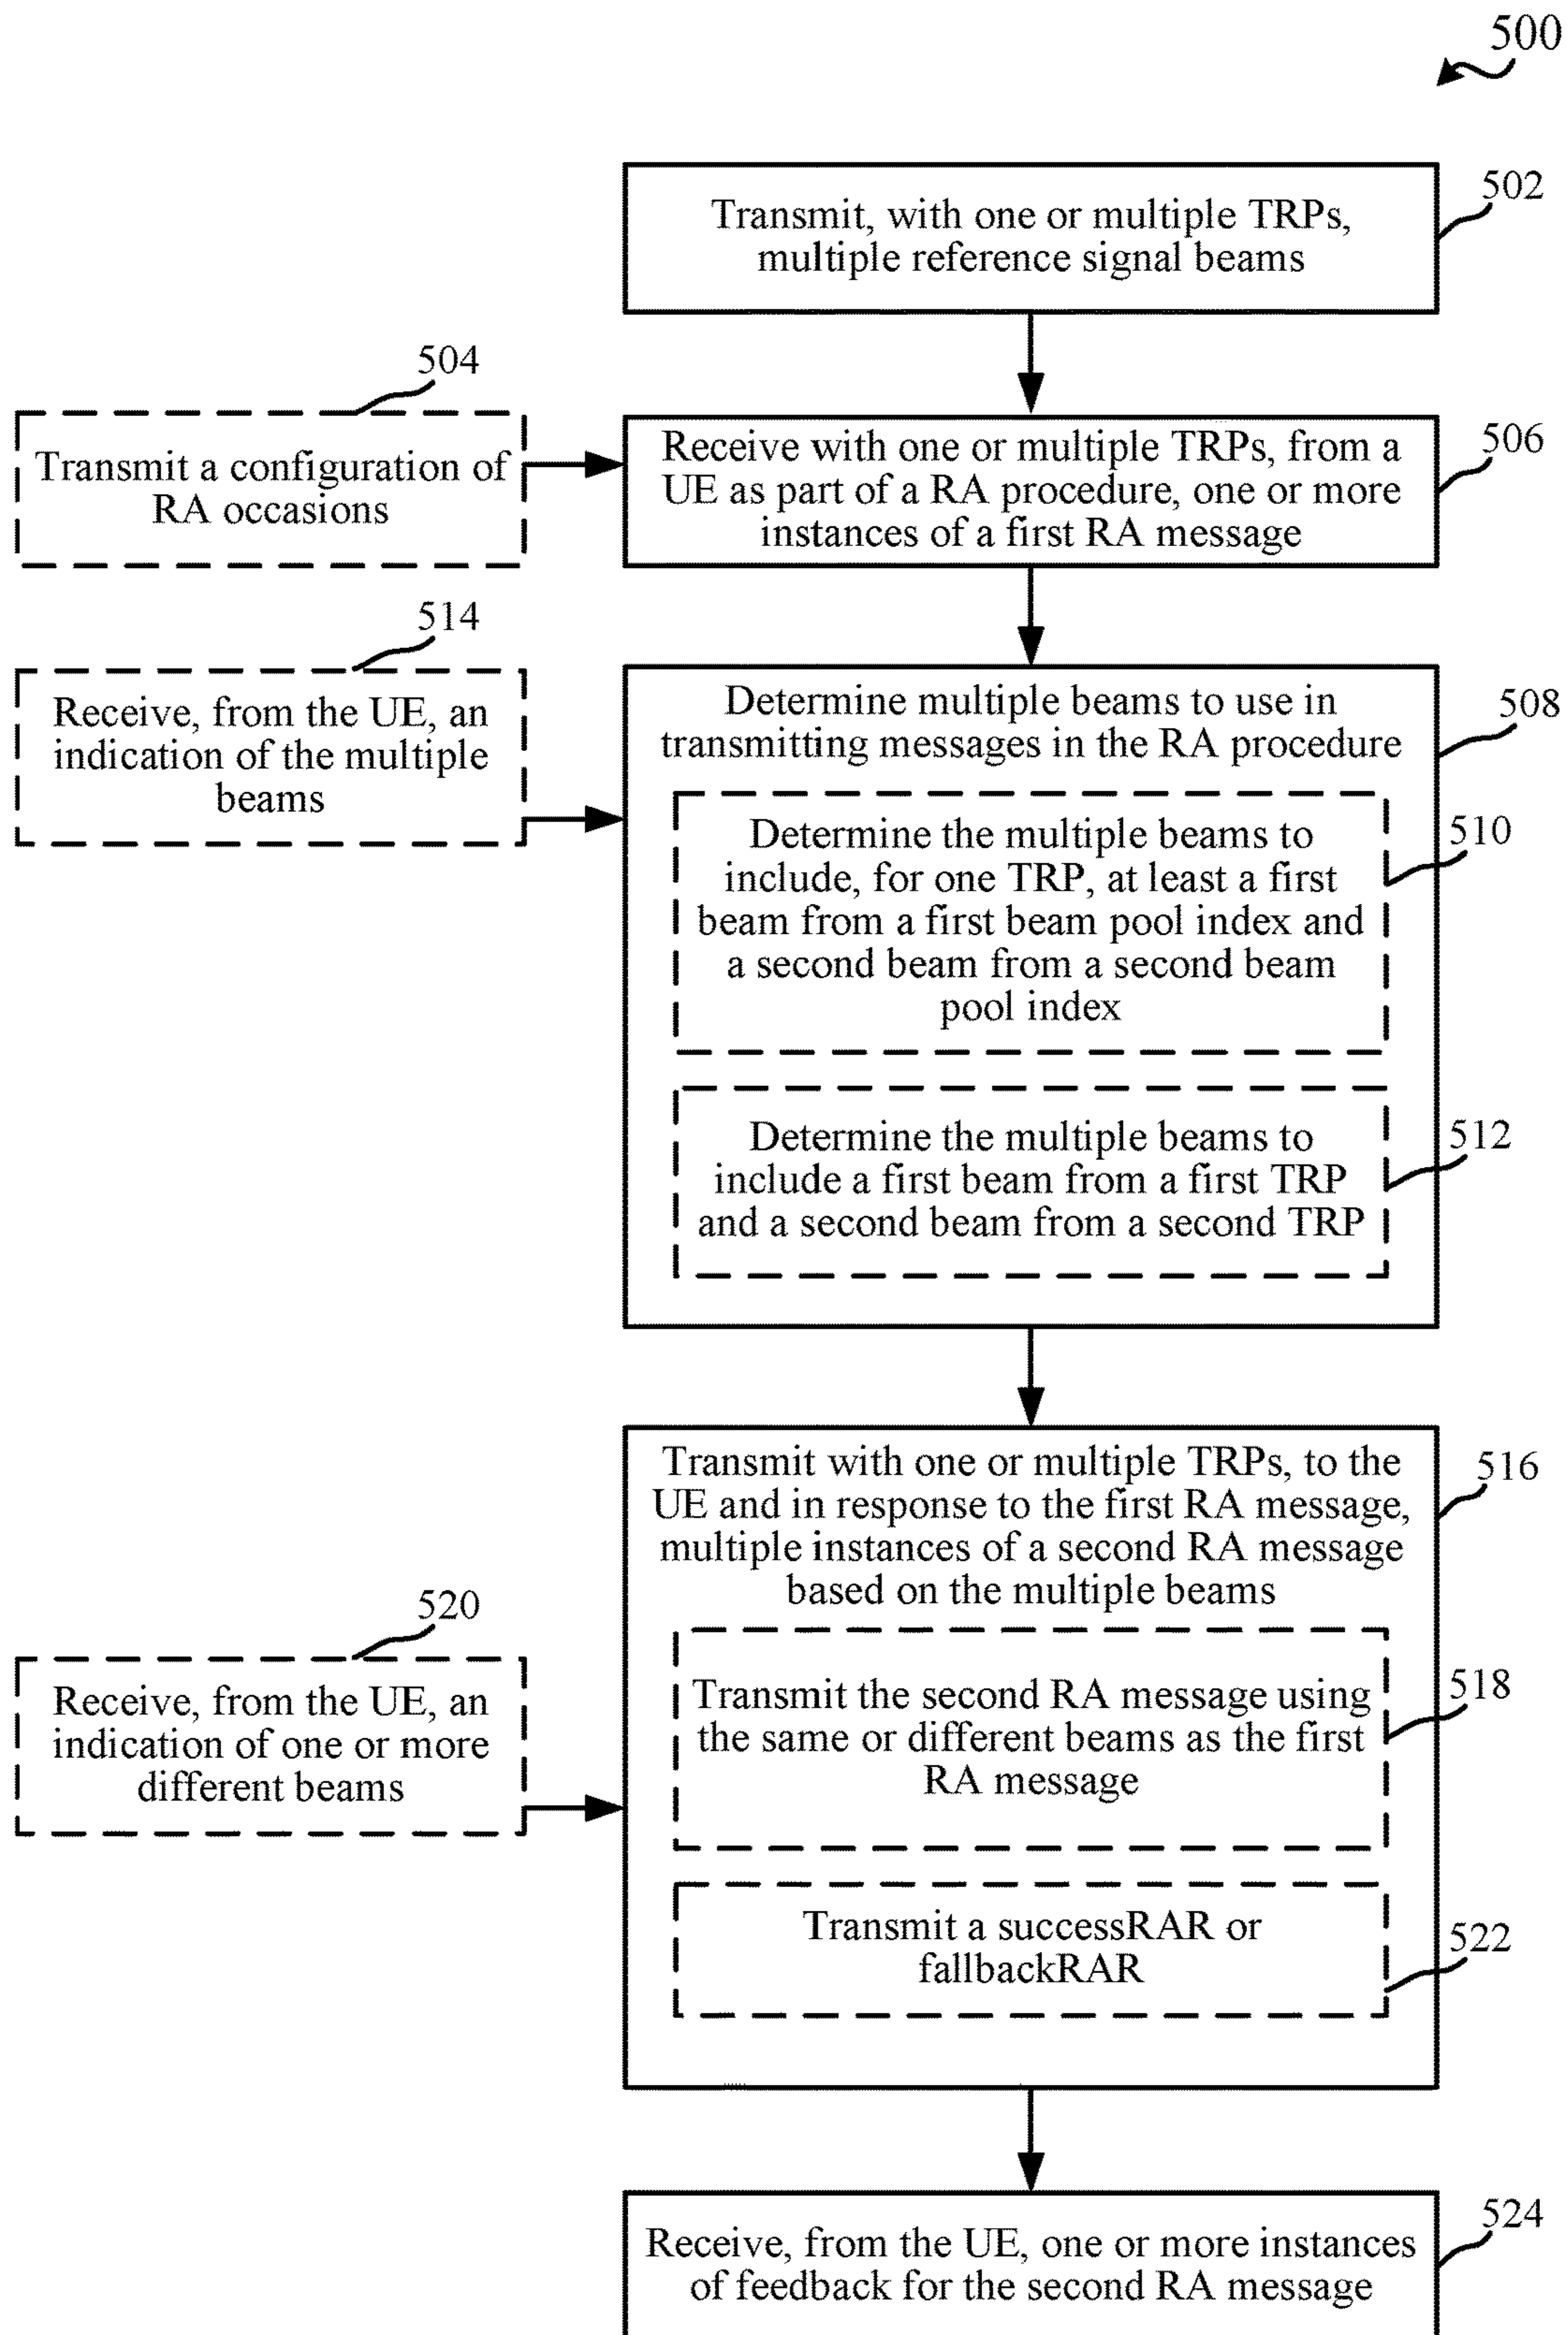 500
502
Transmit, with one or multiple TRPs,
multiple reference signal beams
504
Transmit a configuration of
RA occasions
506
Receive with one or multiple TRPs, from a
UE as part of a RA procedure, one or more
instances of a first RA message
514
Receive, from the UE, an
indication of the multiple
beams
508
Determine multiple beams to use in
transmitting messages in the RA procedure
510
Determine the multiple beams to
include, for one TRP, at least a first
beam from a first beam pool index and
a second beam from a second beam
pool index
512
Determine the multiple beams to
include a first beam from a first TRP
and a second beam from a second TRP
516
Transmit with one or multiple TRPs, to the
UE and in response to the first RA message,
multiple instances of a second RA message
based on the multiple beams
520
Receive, from the UE, an
indication of one or more
different beams
518
Transmit the second RA message using
the same or different beams as the first
RA message
522
Transmit a successRAR or
fallbackRAR
524
Receive, from the UE, one or more instances
of feedback for the second RA message